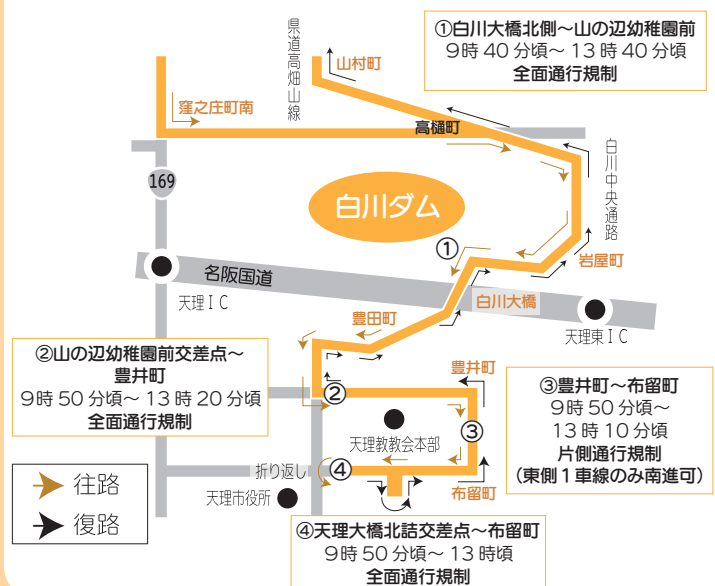 ①白川大橋北側～山の辺幼稚園前
9時40分頃～13時40分頃
全面通行規制
県道高畑山線
山村町
窪之庄町南
高樋町
白川中央通路
169
白川ダム
①
岩屋町
名阪国道
白川大橋
天理IC
天理東IC
豊田町
②山の辺幼稚園前交差点～
豊井町
9時50分頃～13時20分頃
全面通行規制
豊井町
②
③豊井町～布留町
9時50分頃～
13時10分頃
片側通行規制
(東側1車線のみ南進可)
③
天理教教会本部
折り返し
④
天理市役所
布留町
往路
復路
④天理大橋北詰交差点～布留町
9時50分頃～13時頃
全面通行規制